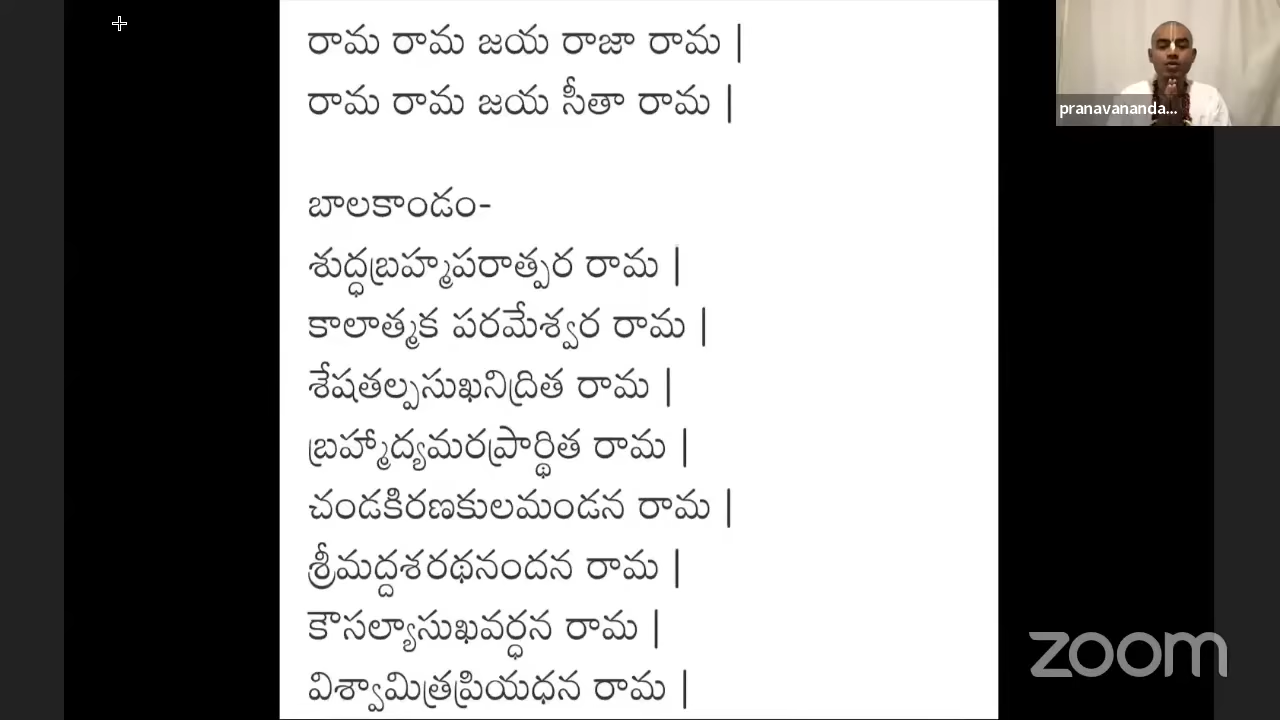 రామ రామ జయ రాజా రామ |
రామ రామ జయ సీతా రామ |
బాలకాండం-
శుద్ధబ్రహ్మపరాత్పర రామ |
కాలాత్మక పరమేశ్వర రామ |
శేషతల్పసుఖనిద్రిత రామ |
బ్రహ్మాద్యమరప్రార్థిత రామ |
చండకిరణకులమండన రామ |
శ్రీమద్దశరథనందన రామ |
కౌసల్యాసుఖవర్ధన రామ |
విశ్వామిత్రప్రియధన రామ |
pranavananda...
zoom